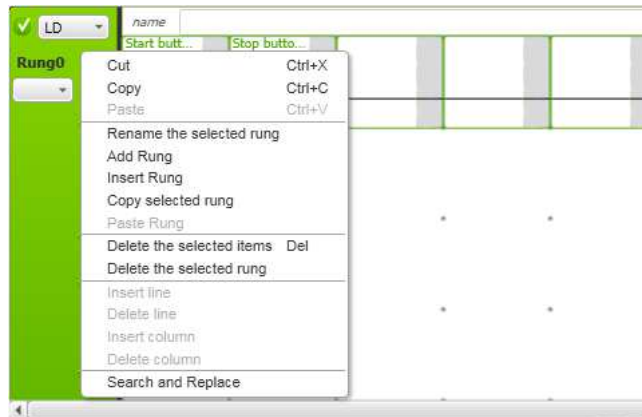 LD
name
Start butt...
Stop butto...
Rung0
Cut Ctrl+X
Copy Ctrl+C
Paste Ctrl+V
Rename the selected rung
Add Rung
Insert Rung
Copy selected rung
Paste Rung
Delete the selected items Del
Delete the selected rung
Insert line
Delete line
Insert column
Delete column
Search and Replace